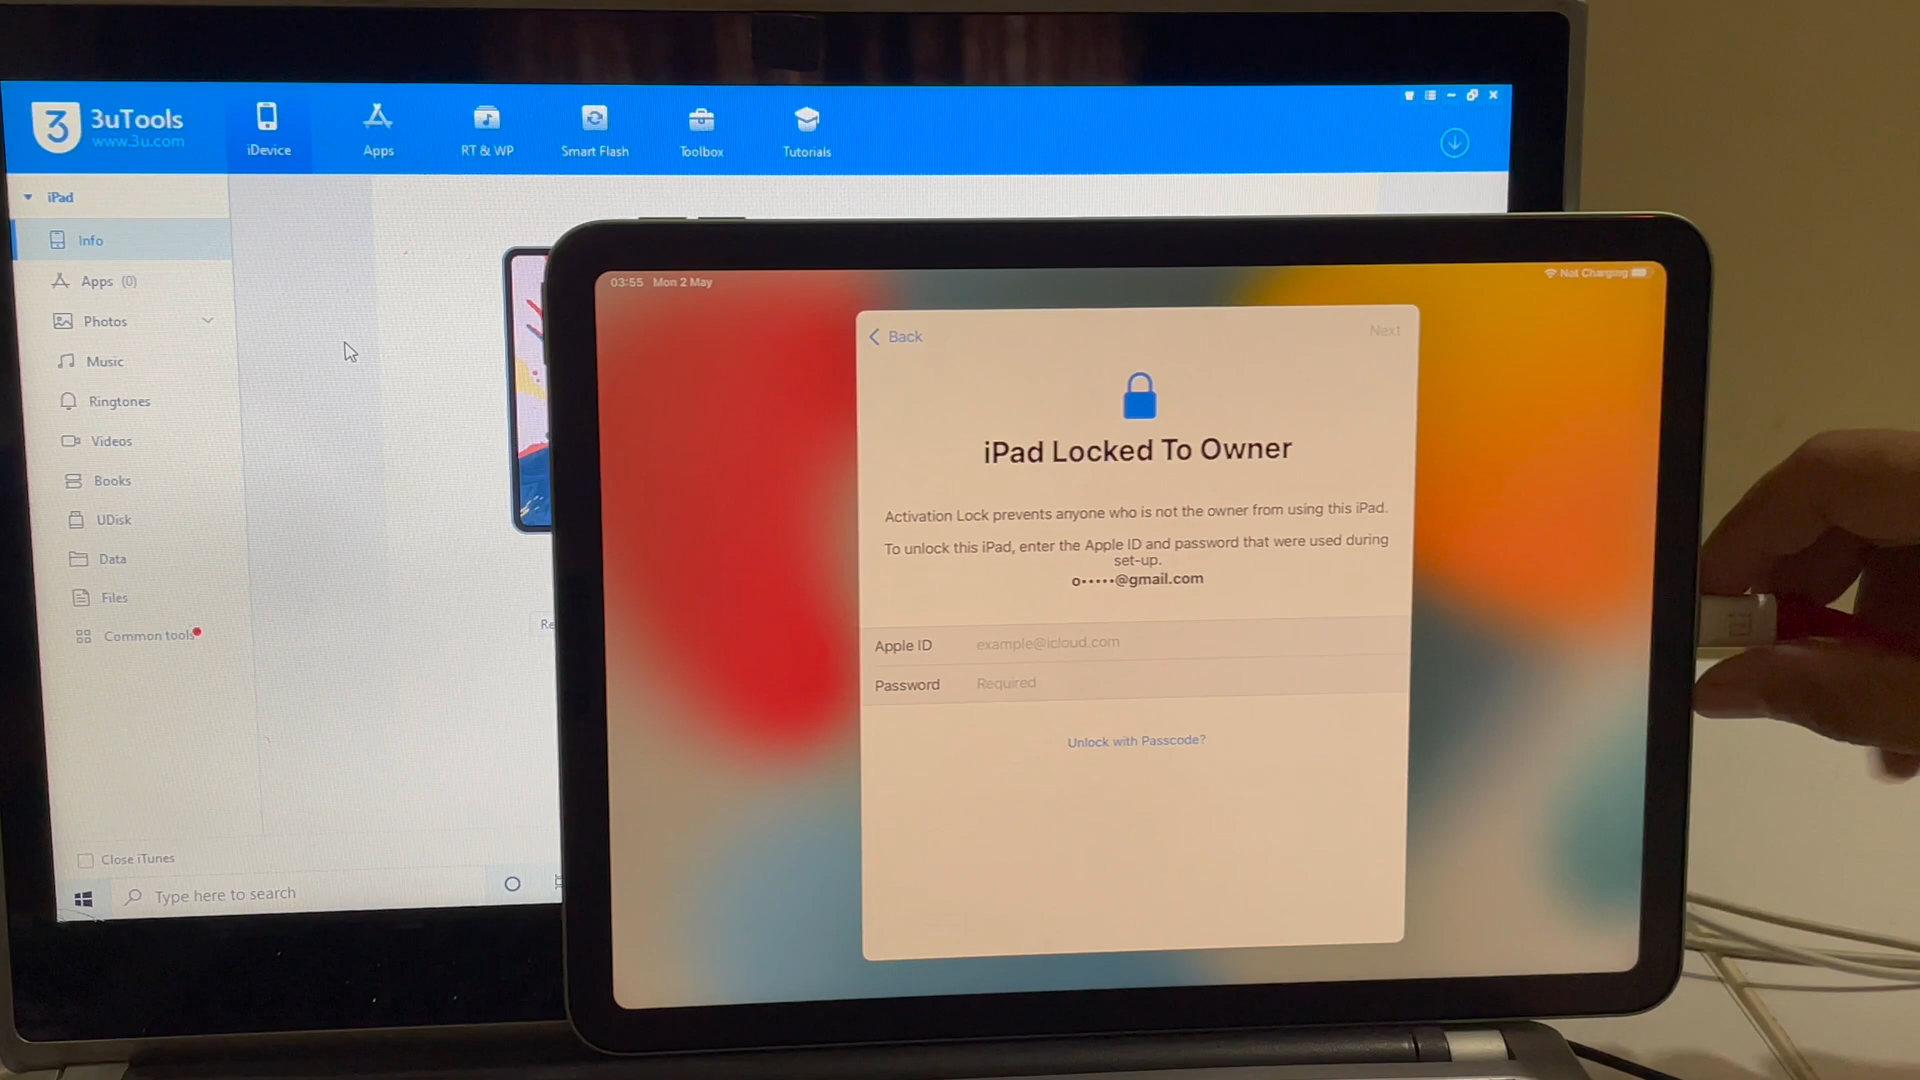 3uTools
www.3u.com
iDevice
Apps
RT & WP
Smart Flash
Toolbox
Tutorials
iPad
Info
Apps (0)
Photos
Music
Ringtones
Videos
Books
UDisk
Data
Files
Common tools
Close iTunes
Type here to search
Re
03:55 Mon 2 May
Not Charging
Back
Next
iPad Locked To Owner
Activation Lock prevents anyone who is not the owner from using this iPad.
To unlock this iPad, enter the Apple ID and password that were used during
set-up.
o•••••@gmail.com
Apple ID example@icloud.com
Password Required
Unlock with Passcode?